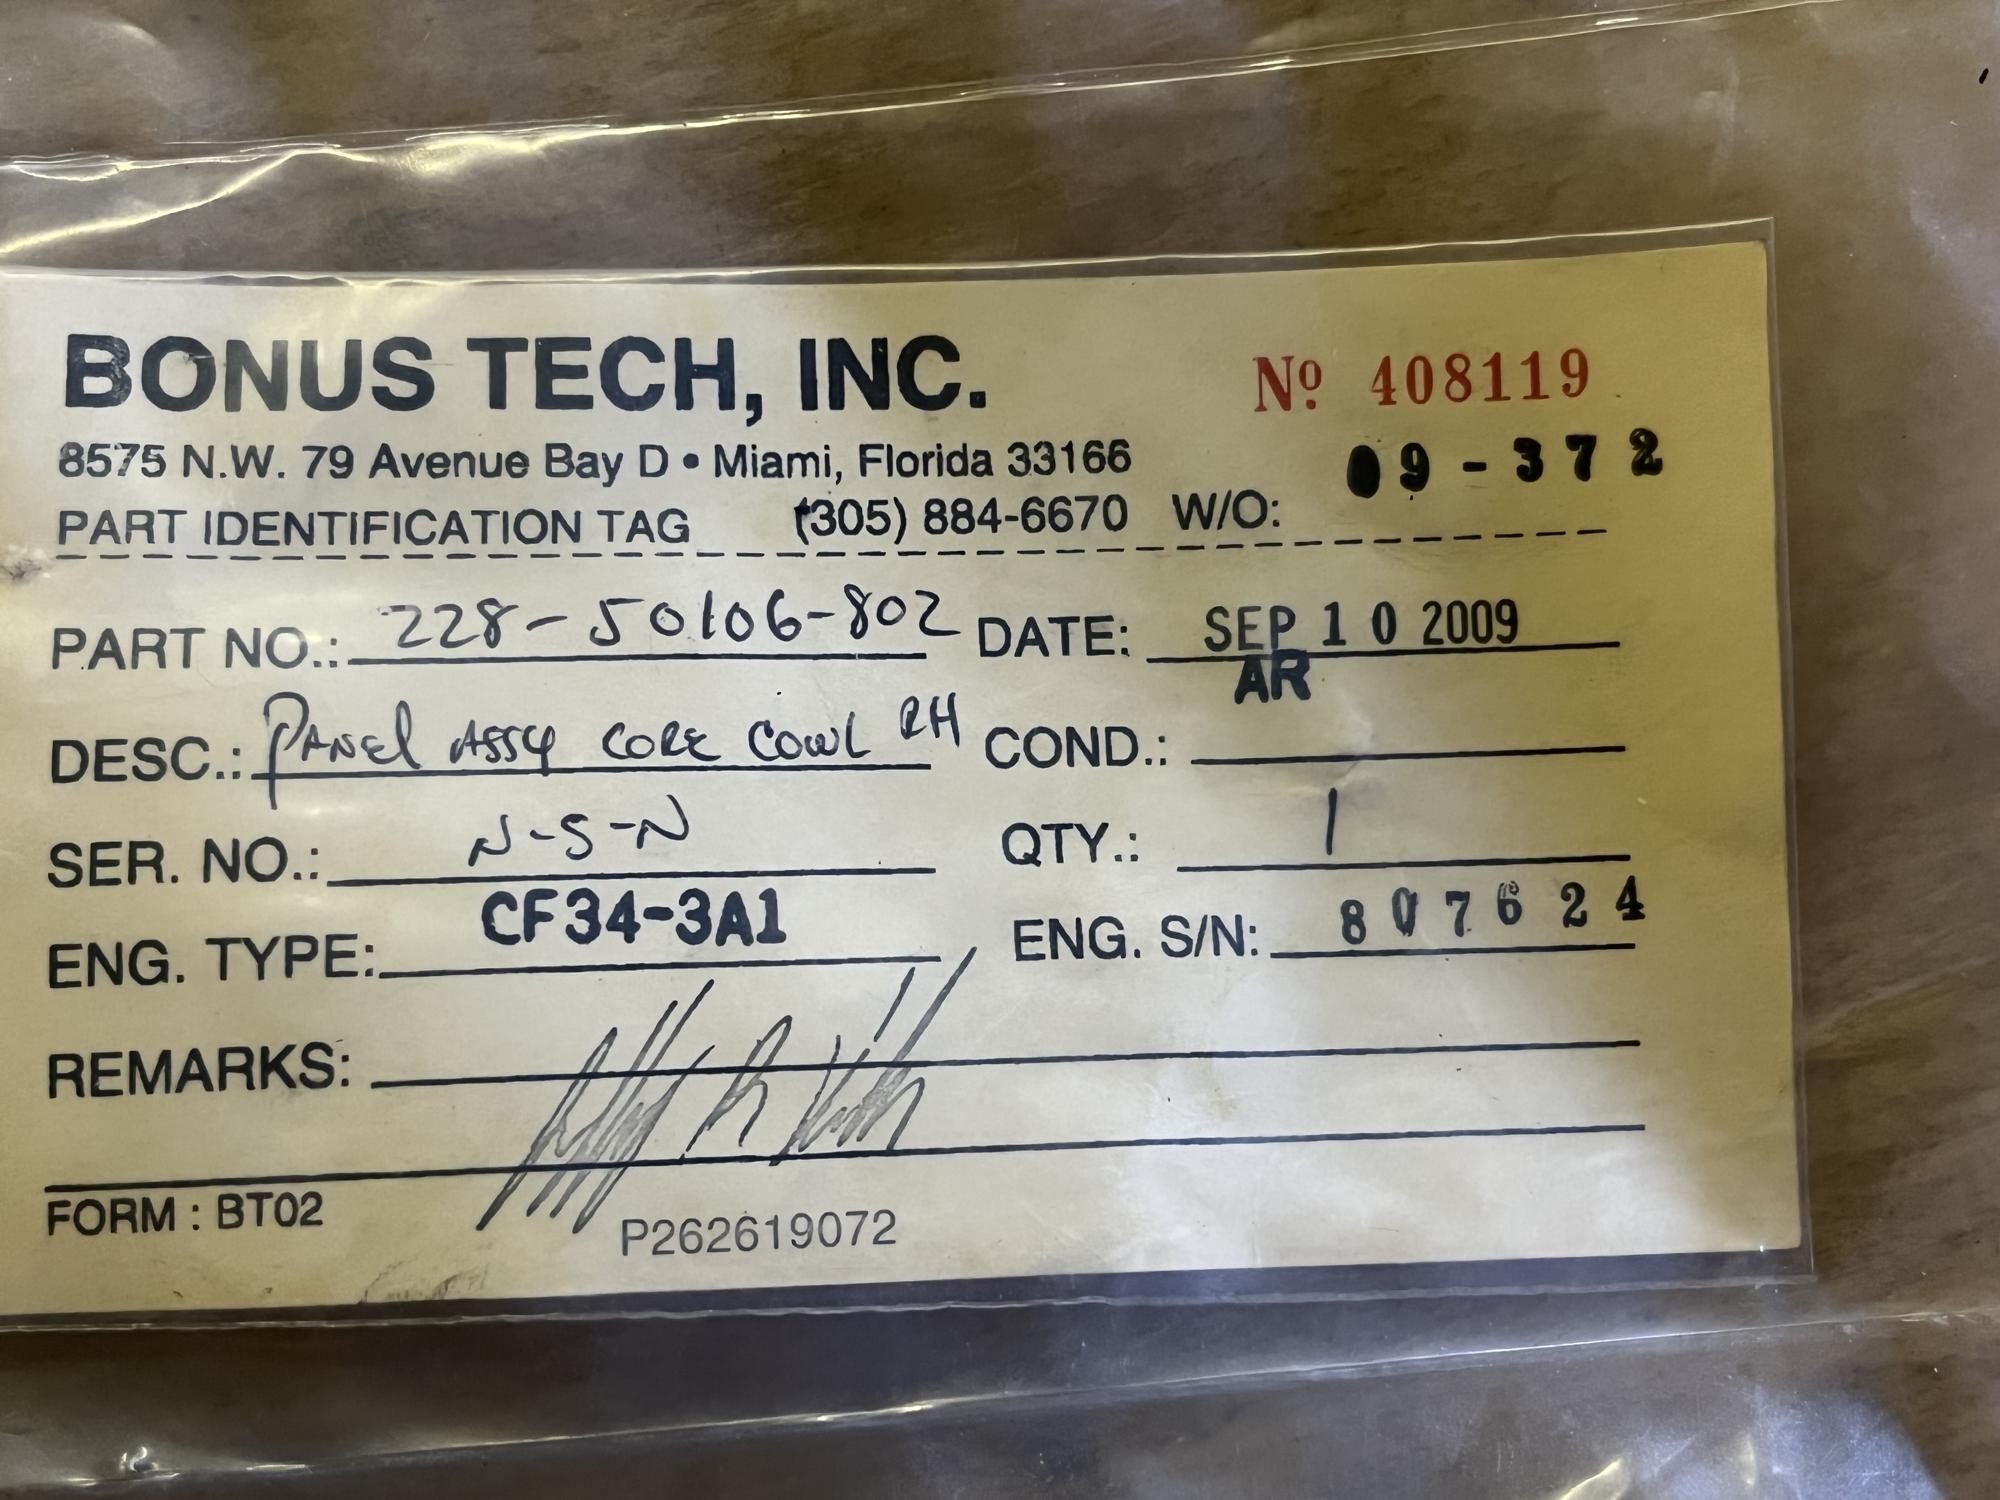 BONUS TECH, INC.
Nº 408119
8575 N.W. 79 Avenue Bay D • Miami, Florida 33166
PART IDENTIFICATION TAG (305) 884-6670 W/O: 09-372
PART NO.: 228-50106-802 DATE: SEP 10 2009
DESC.: PANEL ASSY CORE COWL RH COND.: AR
SER. NO.: N-S-N QTY.: 1
ENG. TYPE: CF34-3A1 ENG. S/N: 807624
REMARKS:
FORM : BT02
P262619072